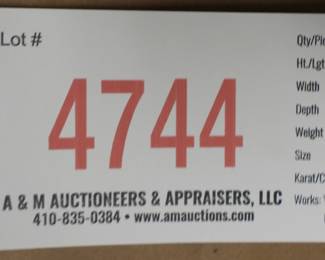 Lot #
4744
A & M AUCTIONEERS & APPRAISERS, LLC
410-835-0384 • www.amauctions.com
Qty/Pie
Ht./Lgt
Width
Depth
Weight
Size
Karat/C
Works: